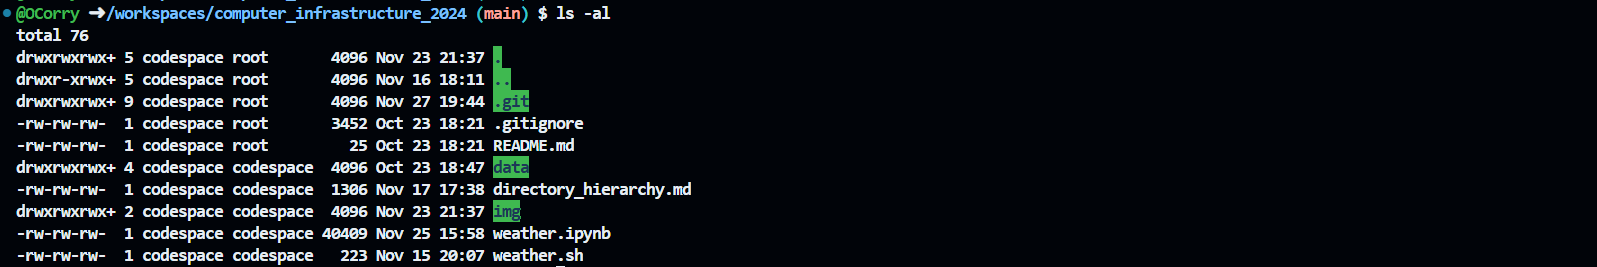 @OCorry ➜/workspaces/computer_infrastructure_2024 (main) $ ls -al
total 76
drwxrwxrwx+ 5 codespace root       4096 Nov 23 21:37 .
drwxr-xrwx+ 5 codespace root       4096 Nov 16 18:11 ..
drwxrwxrwx+ 9 codespace root       4096 Nov 27 19:44 .git
-rw-rw-rw-  1 codespace root       3452 Oct 23 18:21 .gitignore
-rw-rw-rw-  1 codespace root         25 Oct 23 18:21 README.md
drwxrwxrwx+ 4 codespace codespace  4096 Oct 23 18:47 data
-rw-rw-rw-  1 codespace codespace  1306 Nov 17 17:38 directory_hierarchy.md
drwxrwxrwx+ 2 codespace codespace  4096 Nov 23 21:37 img
-rw-rw-rw-  1 codespace codespace 40409 Nov 25 15:58 weather.ipynb
-rw-rw-rw-  1 codespace codespace   223 Nov 15 20:07 weather.sh